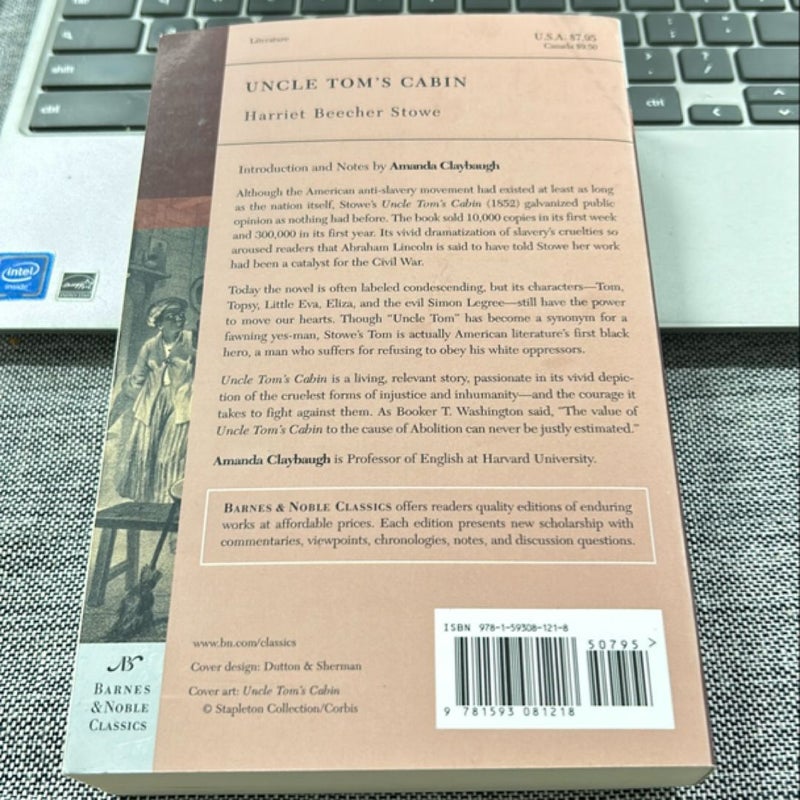 shift
ctrl
ctrl
intel
inside
Literature
U.S.A. $7.95
Canada $9.50
UNCLE TOM'S CABIN
Harriet Beecher Stowe
Introduction and Notes by Amanda Claybaugh
Although the American anti-slavery movement had existed at least as long
as the nation itself, Stowe's Uncle Tom's Cabin (1852) galvanized public
opinion as nothing had before. The book sold 10,000 copies in its first week
and 300,000 in its first year. Its vivid dramatization of slavery's cruelties so
aroused readers that Abraham Lincoln is said to have told Stowe her work
had been a catalyst for the Civil War.
Today the novel is often labeled condescending, but its characters—Tom,
Topsy, Little Eva, Eliza, and the evil Simon Legree—still have the power
to move our hearts. Though "Uncle Tom" has become a synonym for a
fawning yes-man, Stowe's Tom is actually American literature's first black
hero, a man who suffers for refusing to obey his white oppressors.
Uncle Tom's Cabin is a living, relevant story, passionate in its vivid depic-
tion of the cruelest forms of injustice and inhumanity—and the courage it
takes to fight against them. As Booker T. Washington said, "The value of
Uncle Tom's Cabin to the cause of Abolition can never be justly estimated."
Amanda Claybaugh is Professor of English at Harvard University.
BARNES & NOBLE CLASSICS offers readers quality editions of enduring
works at affordable prices. Each edition presents new scholarship with
commentaries, viewpoints, chronologies, notes, and discussion questions.
www.bn.com/classics
Cover design: Dutton & Sherman
Cover art: Uncle Tom's Cabin
© Stapleton Collection/Corbis
BARNES
& NOBLE
CLASSICS
ISBN 978-1-59308-121-8
50795 >
9 781593 081218